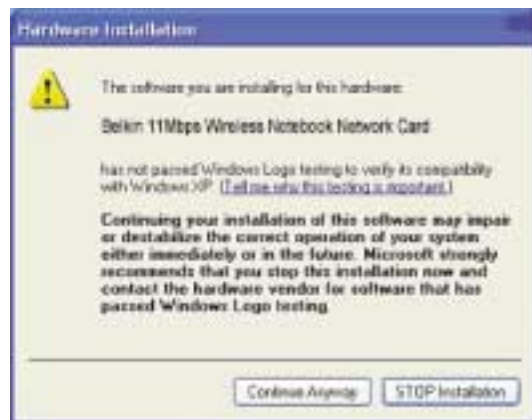 Hardware Installation
The software you are installing for this hardware:
Belkin 11Mbps Wireless Notebook Network Card
has not passed Windows Logo testing to verify its compatibility
with Windows XP. (Tell me why this testing is important.)
Continuing your installation of this software may impair
or destabilize the correct operation of your system
either immediately or in the future. Microsoft strongly
recommends that you stop this installation now and
contact the hardware vendor for software that has
passed Windows Logo testing.
Continue Anyway
STOP Installation